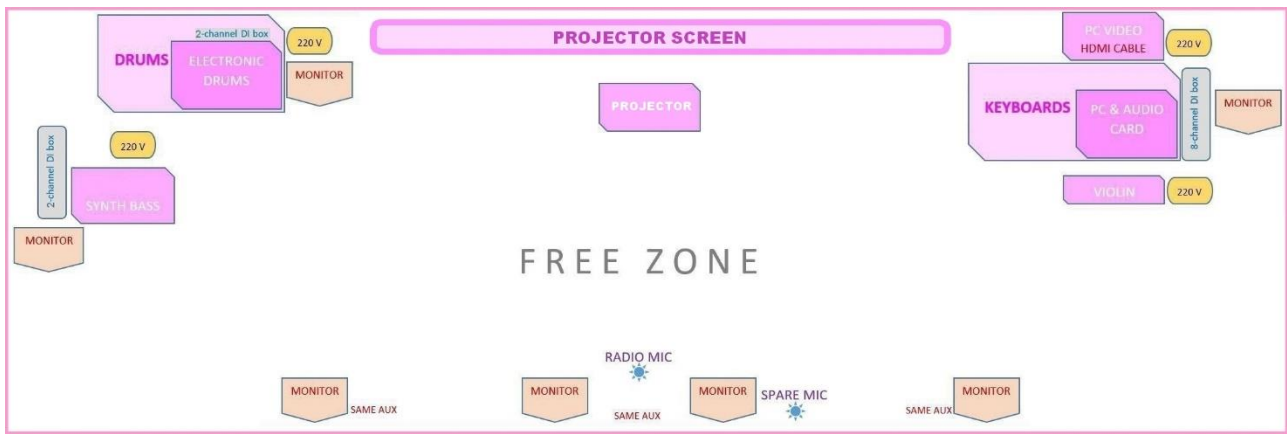 PROJECTOR SCREEN
2-channel DI box
220 V
DRUMS
ELECTRONIC
DRUMS
MONITOR
PROJECTOR
PC VIDEO
HDMI CABLE
220 V
KEYBOARDS
PC & AUDIO
CARD
8-channel DI box
MONITOR
2-channel DI box
220 V
SYNTH BASS
MONITOR
VIOLIN
220 V
FREE ZONE
RADIO MIC
MONITOR
SAME AUX
MONITOR
SAME AUX
MONITOR
SPARE MIC
SAME AUX
MONITOR